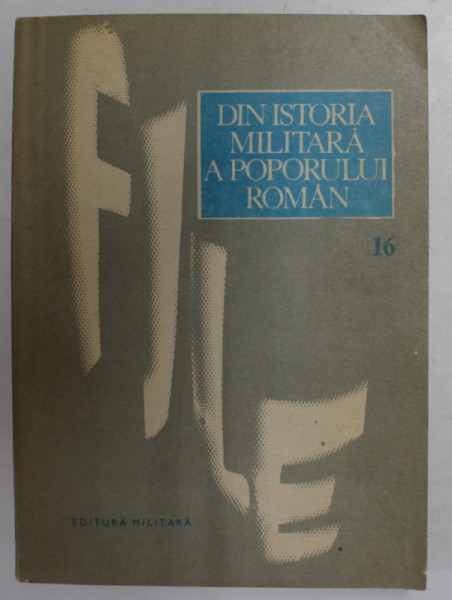 FILE
DIN ISTORIA
MILITARĂ
A POPORULUI
ROMÂN
16
EDITURA MILITARĂ